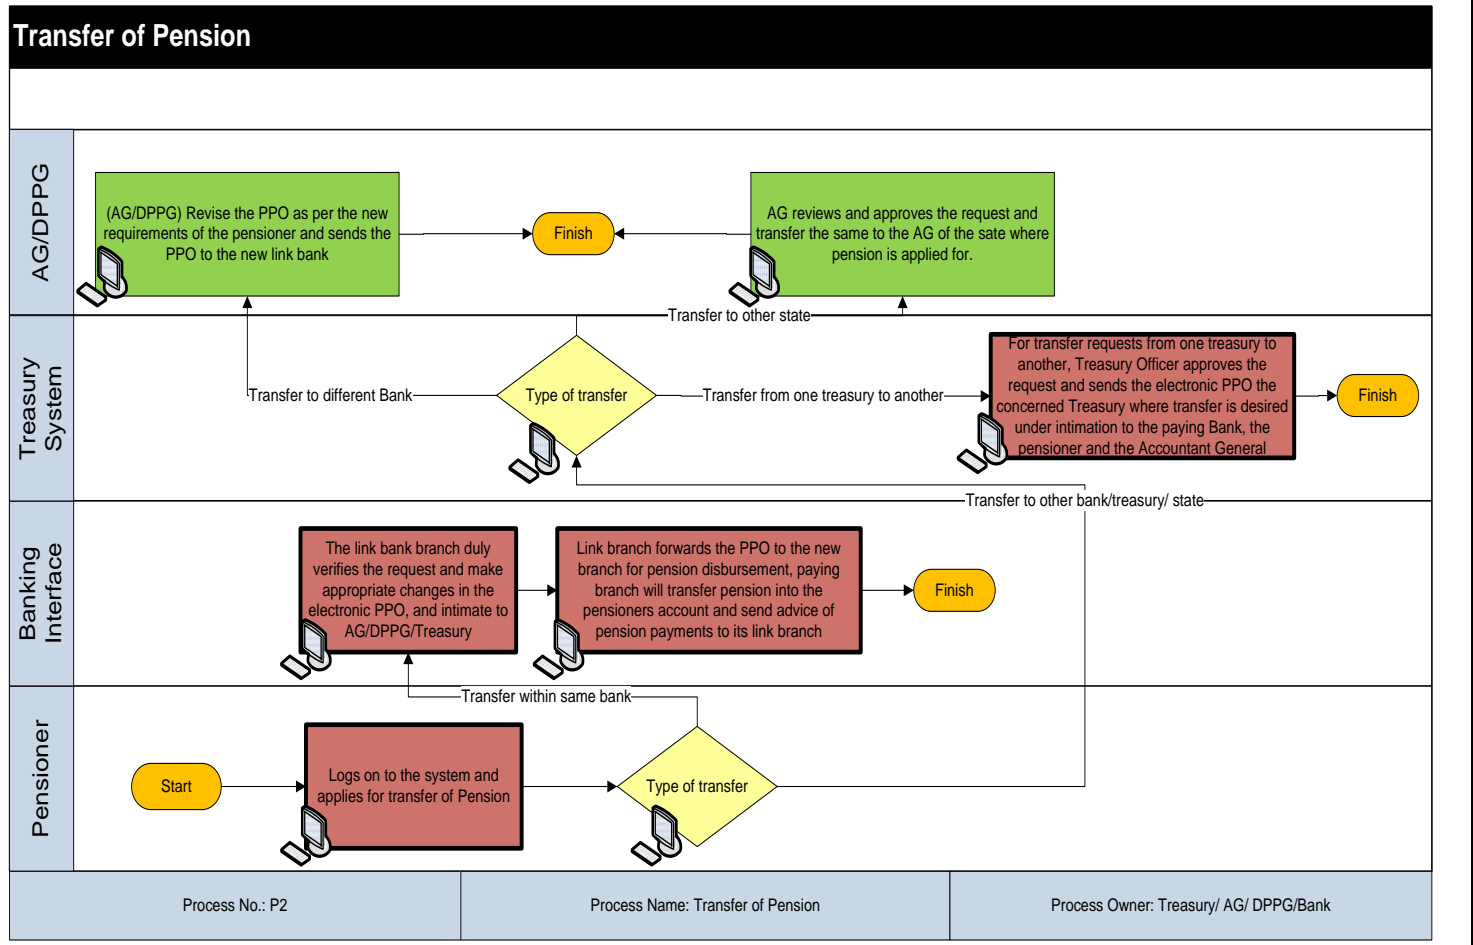 Transfer of Pension
AG/DPPG
(AG/DPPG) Revise the PPO as per the new
requirements of the pensioner and sends the
PPO to the new link bank
Finish
AG reviews and approves the request and
transfer the same to the AG of the sate where
pension is applied for.
Transfer to other state
Treasury
System
Transfer to different Bank
Type of transfer
Transfer from one treasury to another
For transfer requests from one treasury to
another, Treasury Officer approves the
request and sends the electronic PPO the
concerned Treasury where transfer is desired
under intimation to the paying Bank, the
pensioner and the Accountant General
Finish
Transfer to other bank/treasury/ state
Banking
Interface
The link bank branch duly
verifies the request and make
appropriate changes in the
electronic PPO, and intimate to
AG/DPPG/Treasury
Link branch forwards the PPO to the new
branch for pension disbursement, paying
branch will transfer pension into the
pensioners account and send advice of
pension payments to its link branch
Finish
Transfer within same bank
Pensioner
Start
Logs on to the system and
applies for transfer of Pension
Type of transfer
Process No.: P2
Process Name: Transfer of Pension
Process Owner: Treasury/ AG/ DPPG/Bank